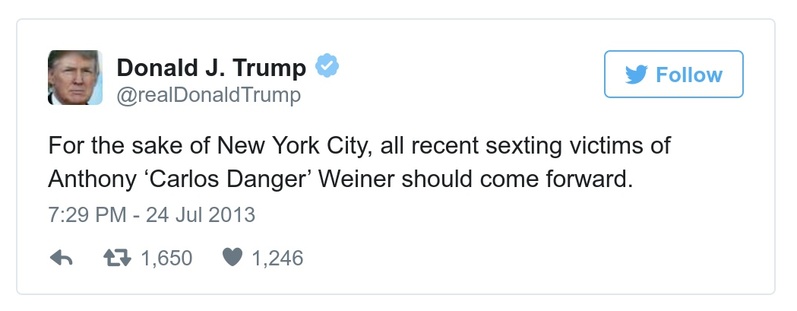 Donald J. Trump
@realDonaldTrump
Follow
For the sake of New York City, all recent sexting victims of
Anthony ‘Carlos Danger’ Weiner should come forward.
7:29 PM - 24 Jul 2013
1,650 1,246